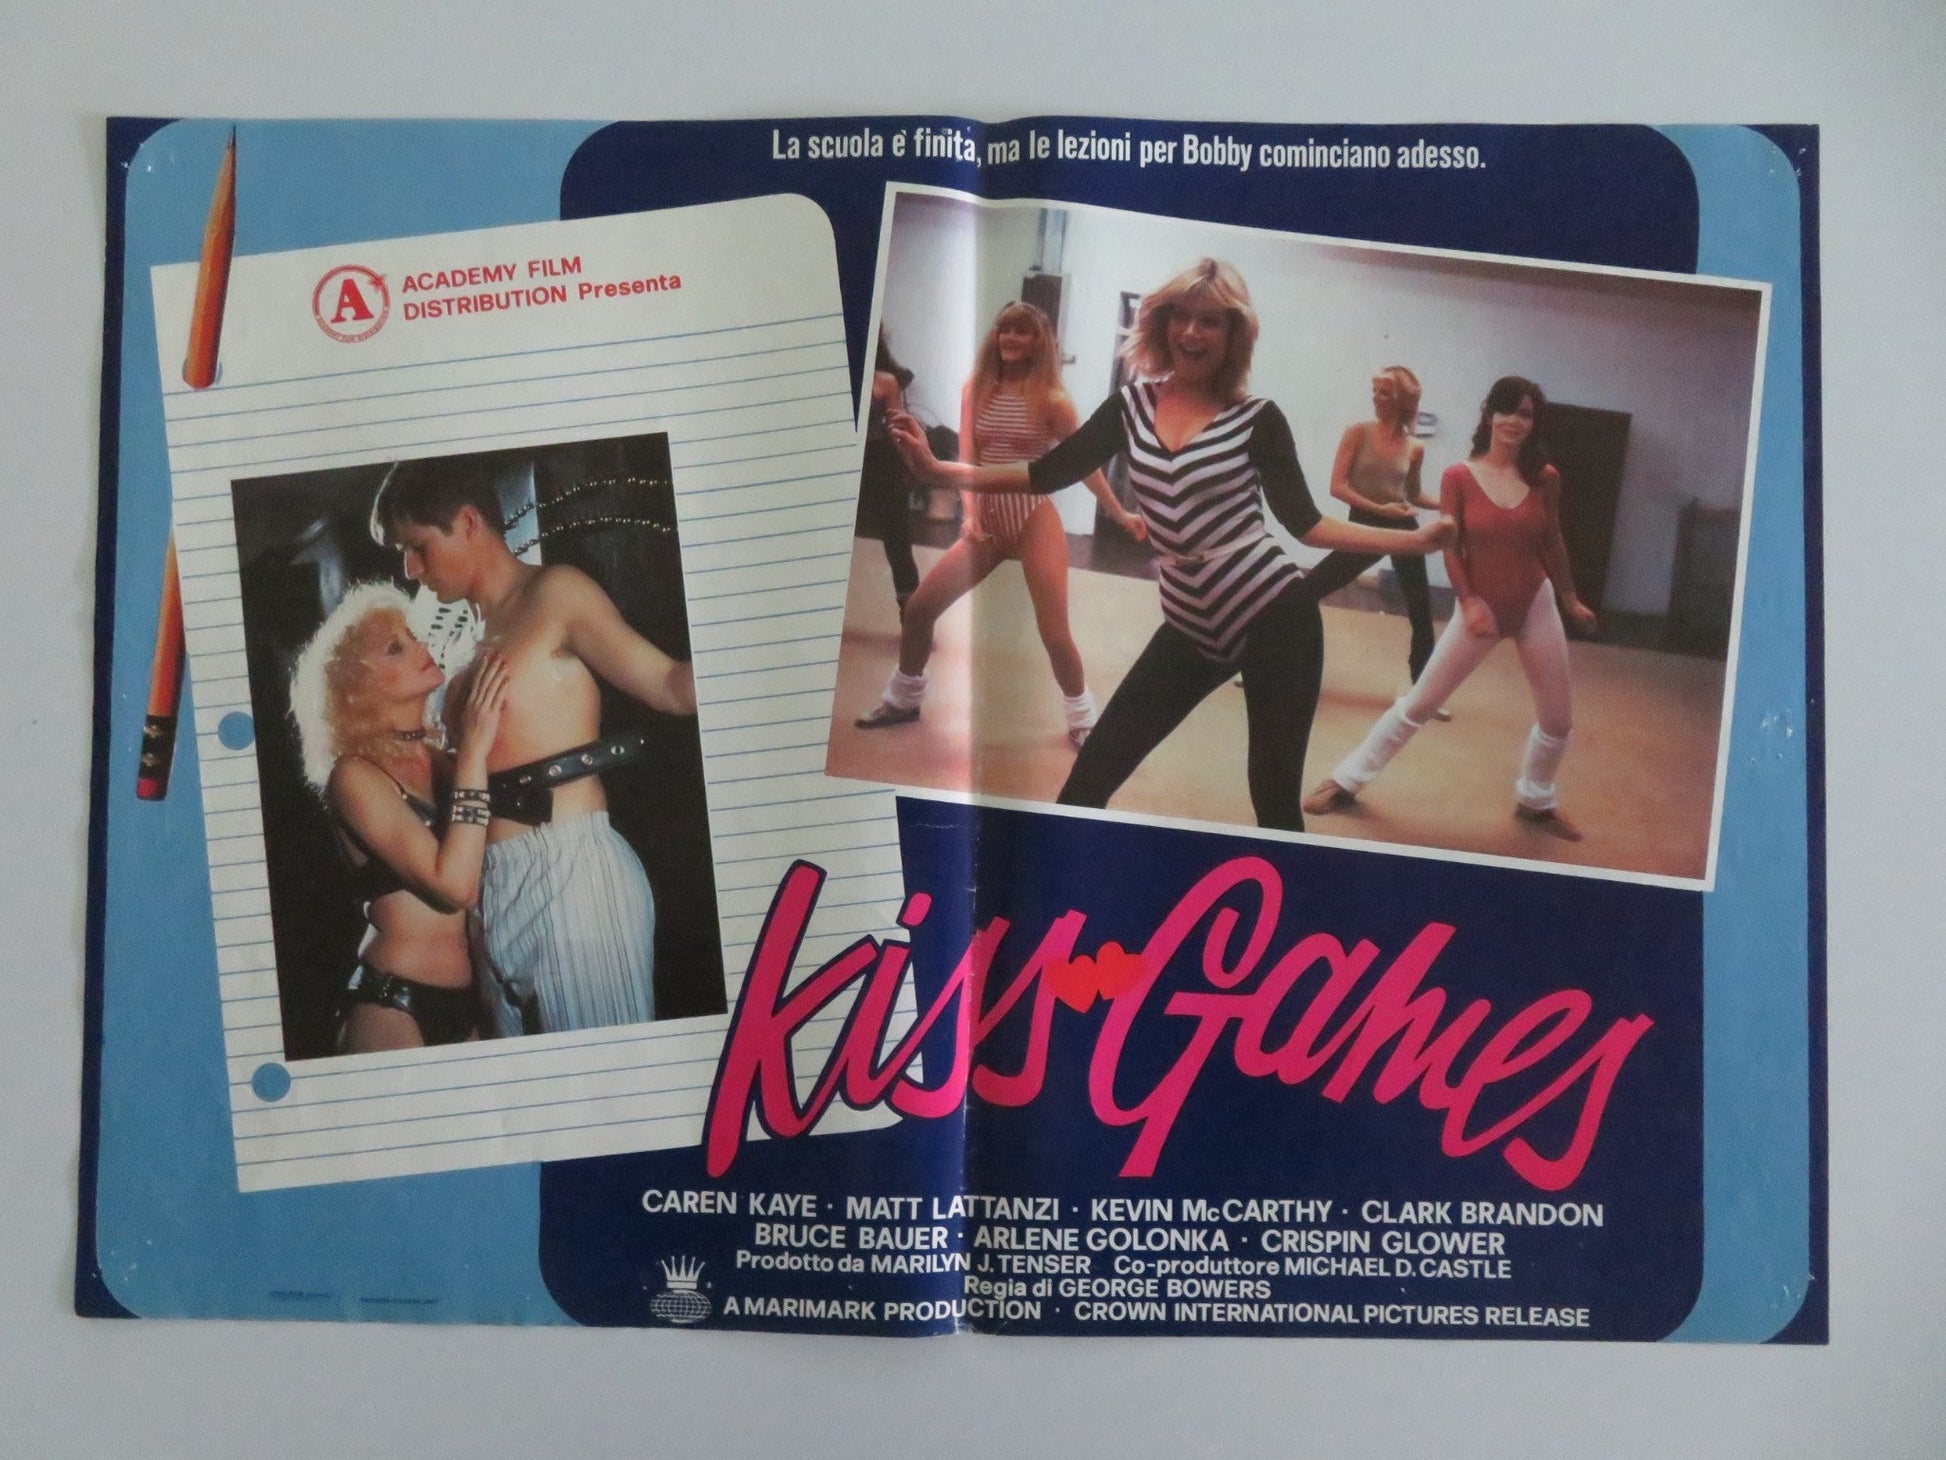 La scuola è finita, ma le lezioni per Bobby cominciano adesso.
A
ACADEMY FILM
DISTRIBUTION Presenta
Kiss Games
CAREN KAYE · MATT LATTANZI · KEVIN McCARTHY · CLARK BRANDON
BRUCE BAUER · ARLENE GOLONKA · CRISPIN GLOWER
Prodotto da MARILYN J. TENSER Co-produttore MICHAEL D. CASTLE
Regia di GEORGE BOWERS
A MARIMARK PRODUCTION · CROWN INTERNATIONAL PICTURES RELEASE